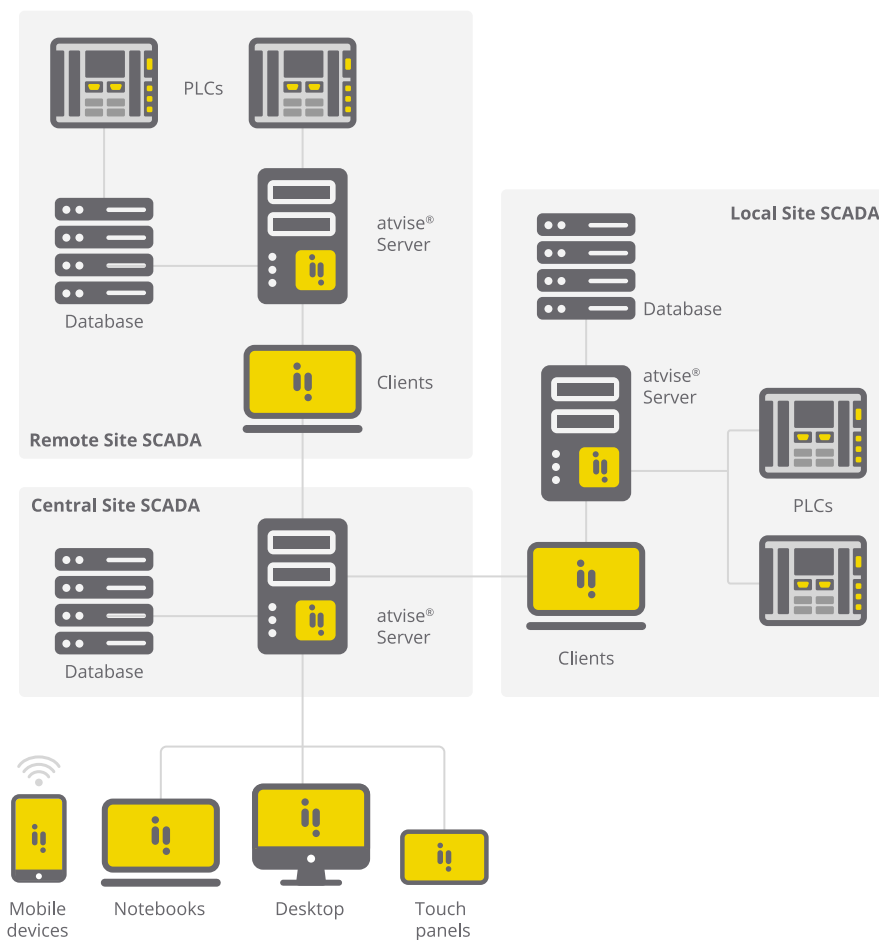 PLCs
atvise®
Server
Database
Clients
Remote Site SCADA
Local Site SCADA
Database
atvise®
Server
PLCs
Clients
Central Site SCADA
atvise®
Server
Database
Mobile
devices
Notebooks
Desktop
Touch
panels